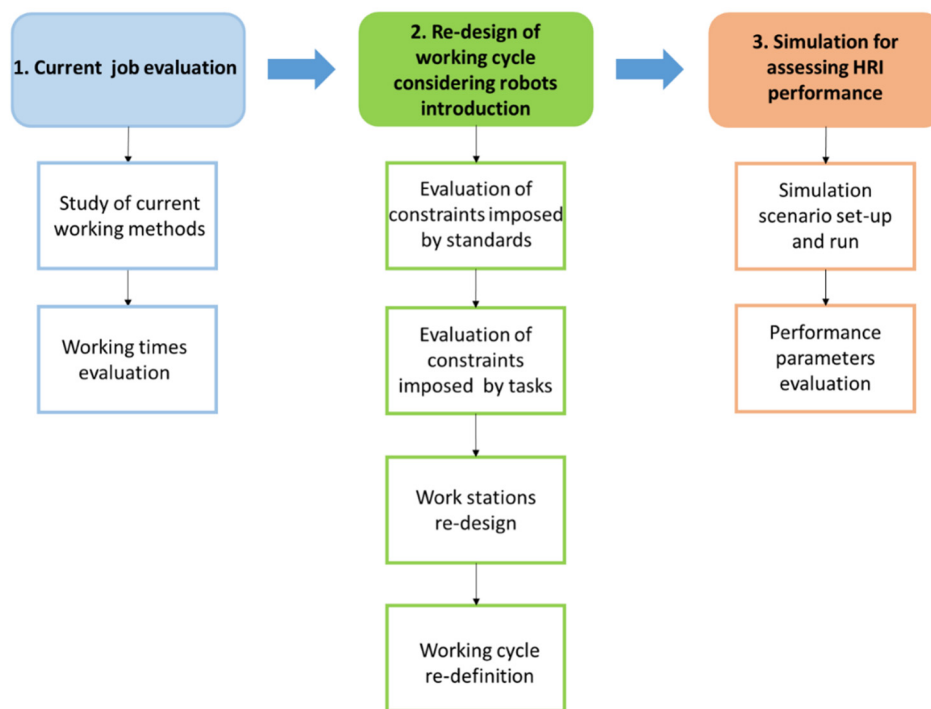 1. Current job evaluation
2. Re-design of
working cycle
considering robots
introduction
3. Simulation for
assessing HRI
performance
Study of current
working methods
Working times
evaluation
Evaluation of
constraints imposed
by standards
Evaluation of
constraints
imposed by tasks
Work stations
re-design
Working cycle
re-definition
Simulation
scenario set-up
and run
Performance
parameters
evaluation